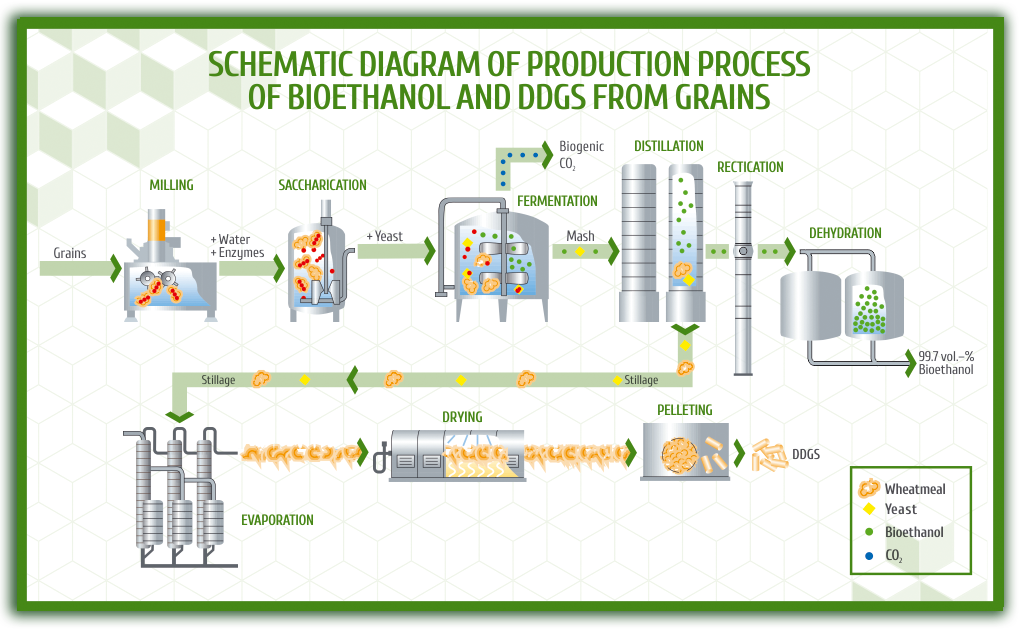 SCHEMATIC DIAGRAM OF PRODUCTION PROCESS
OF BIOETHANOL AND DDGS FROM GRAINS
Biogenic
CO₂
DISTILLATION
RECTICATION
MILLING
SACCHARICATION
FERMENTATION
DEHYDRATION
Grains
+ Water
+ Enzymes
+ Yeast
Mash
99.7 vol.–%
Bioethanol
Stillage
Stillage
DRYING
PELLETING
DDGS
EVAPORATION
Wheatmeal
Yeast
Bioethanol
CO₂